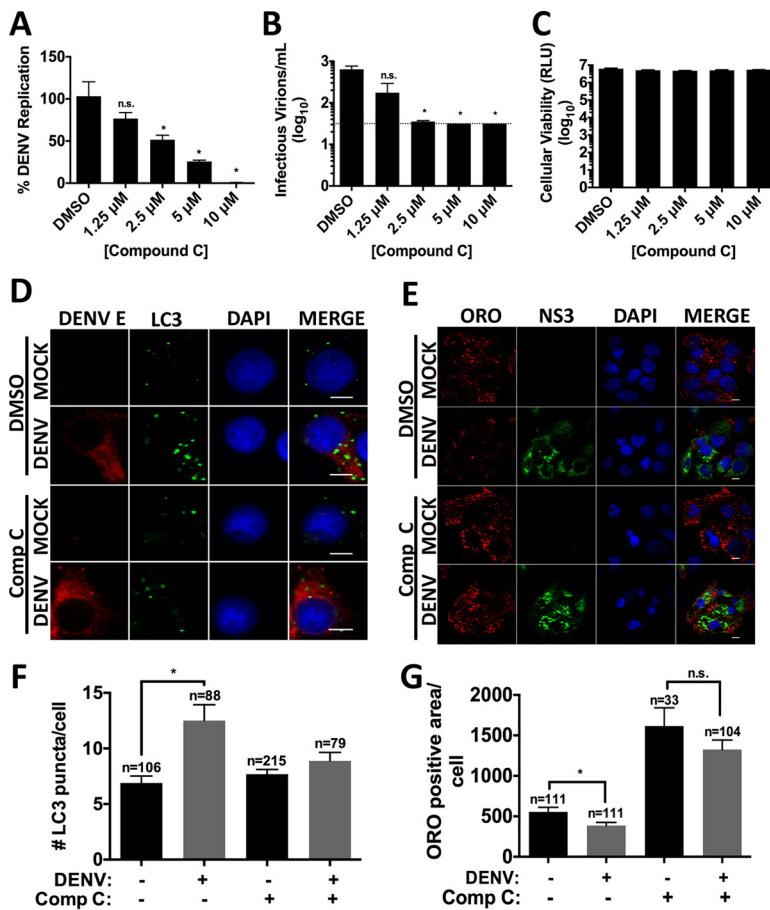 A
% DENV Replication
150
100
50
0
n.s.
*
*
*
DMSO
1.25 µM
2.5 µM
5 µM
10 µM
[Compound C]
B
Infectious Virions/mL
(log10)
3
2
1
n.s.
*
*
*
DMSO
1.25 µM
2.5 µM
5 µM
10 µM
[Compound C]
C
Cellular Viability (RLU)
(log10)
7
6
5
4
3
2
1
0
DMSO
1.25 µM
2.5 µM
5 µM
10 µM
[Compound C]
D
DENV E
LC3
DAPI
MERGE
DMSO
MOCK
DENV
Comp C
MOCK
DENV
E
ORO
NS3
DAPI
MERGE
DMSO
MOCK
DENV
Comp C
MOCK
DENV
F
# LC3 puncta/cell
15
10
5
0
*
n=106
n=88
n=215
n=79
DENV: - + - +
Comp C: - - + +
G
ORO positive area/
cell
2000
1500
1000
500
0
*
n.s.
n=111
n=111
n=33
n=104
DENV: - + - +
Comp C: - - + +